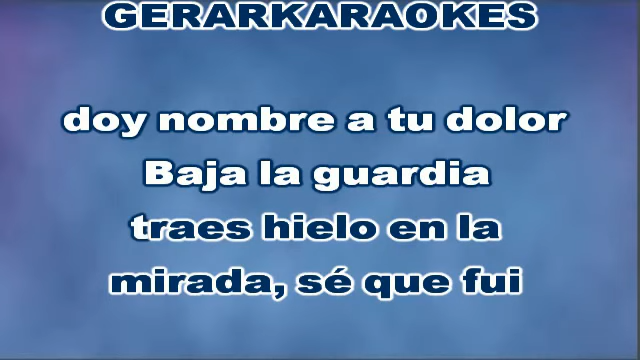 GERARKARAOKES
doy nombre a tu dolor
Baja la guardia
traes hielo en la
mirada, sé que fui